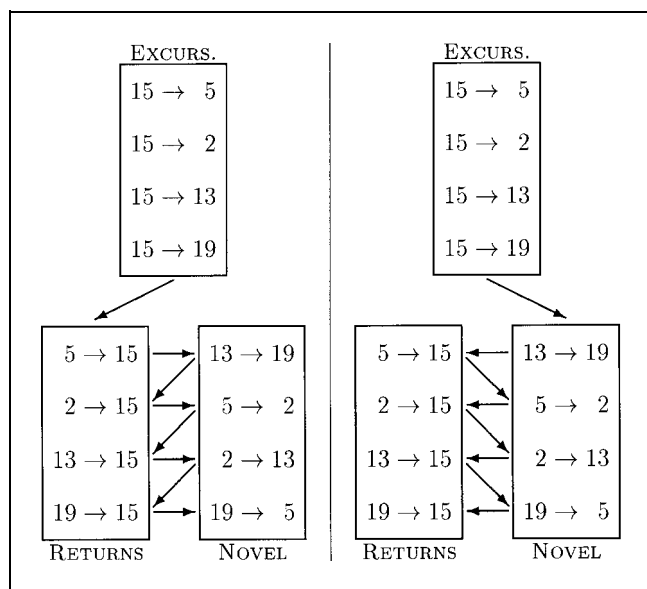 EXCURS.
15 → 5
15 → 2
15 → 13
15 → 19
5 → 15
2 → 15
13 → 15
19 → 15
RETURNS
13 → 19
5 → 2
2 → 13
19 → 5
NOVEL
EXCURS.
15 → 5
15 → 2
15 → 13
15 → 19
5 → 15
2 → 15
13 → 15
19 → 15
RETURNS
13 → 19
5 → 2
2 → 13
19 → 5
NOVEL